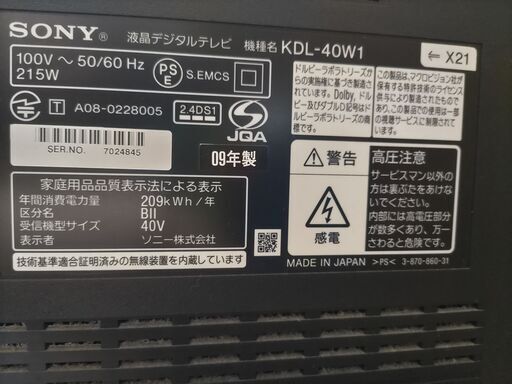 SONY® 液晶デジタルテレビ 機種名 KDL-40W1
⇐ X21
100V ~ 50/60 Hz
215W
PS
E
S.EMCS
T A08-0228005
2.4DS1
JQA
SER.NO. 7024845
09年製
家庭用品品質表示法による表示
年間消費電力量 209kWh/年
区分名 BII
受信機型サイズ 40V
表示者 ソニー株式会社
技術基準適合証明済みの無線装置を内蔵しています
ドルビーラボラトリーズか
らの実施権に基づき製造さ
れています。Dolby、ドルビ
ー及びダブルD記号はドル
ビーラボラトリーズの商標
です。
この製品は、マクロビジョン社が
保有する特許技術のライセンス
供与により製造されています。
なお、この製品の使用は一部
の視聴サービスに制限されて
います。
警告
感電
高圧注意
サービスマン以外の
方は裏ぶたをあけな
いでください。
内部には高電圧部分
が数多くあり、万一さ
わると危険です。
MADE IN JAPAN >PS< 3-870-860-31